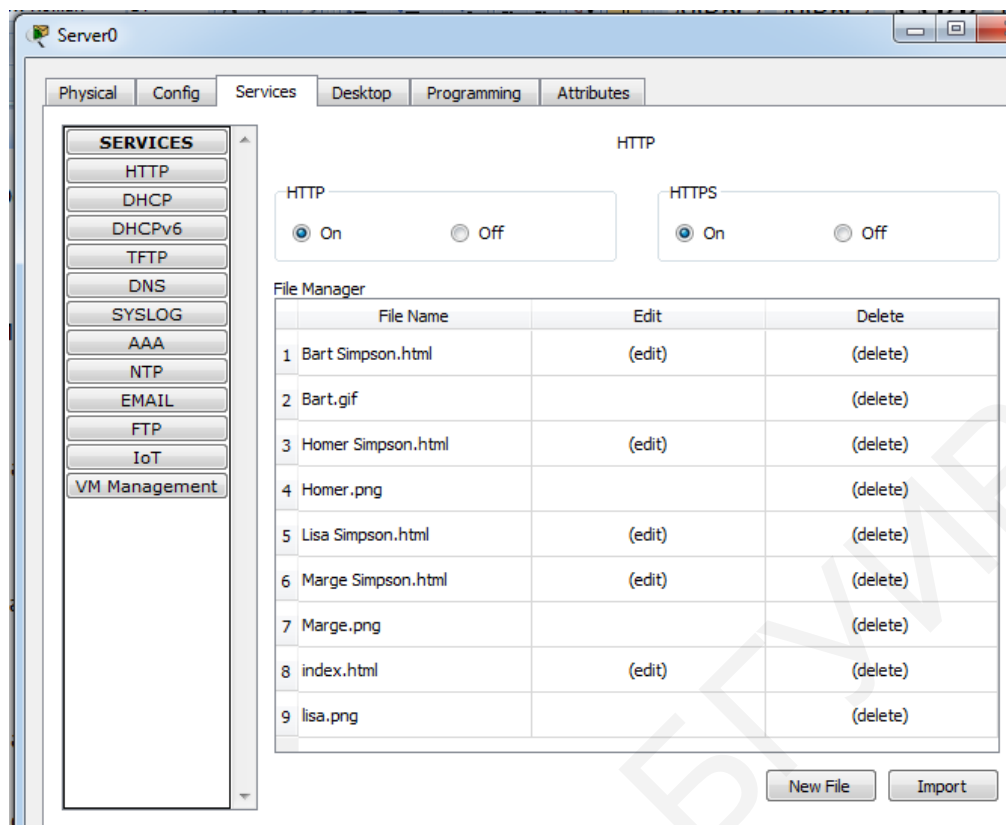 Server0
Physical Config Services Desktop Programming Attributes
SERVICES
HTTP
DHCP
DHCPv6
TFTP
DNS
SYSLOG
AAA
NTP
EMAIL
FTP
IoT
VM Management
HTTP
HTTP
On Off
HTTPS
On Off
File Manager
File Name Edit Delete
1 Bart Simpson.html (edit) (delete)
2 Bart.gif (delete)
3 Homer Simpson.html (edit) (delete)
4 Homer.png (delete)
5 Lisa Simpson.html (edit) (delete)
6 Marge Simpson.html (edit) (delete)
7 Marge.png (delete)
8 index.html (edit) (delete)
9 lisa.png (delete)
New File Import
БГУИР